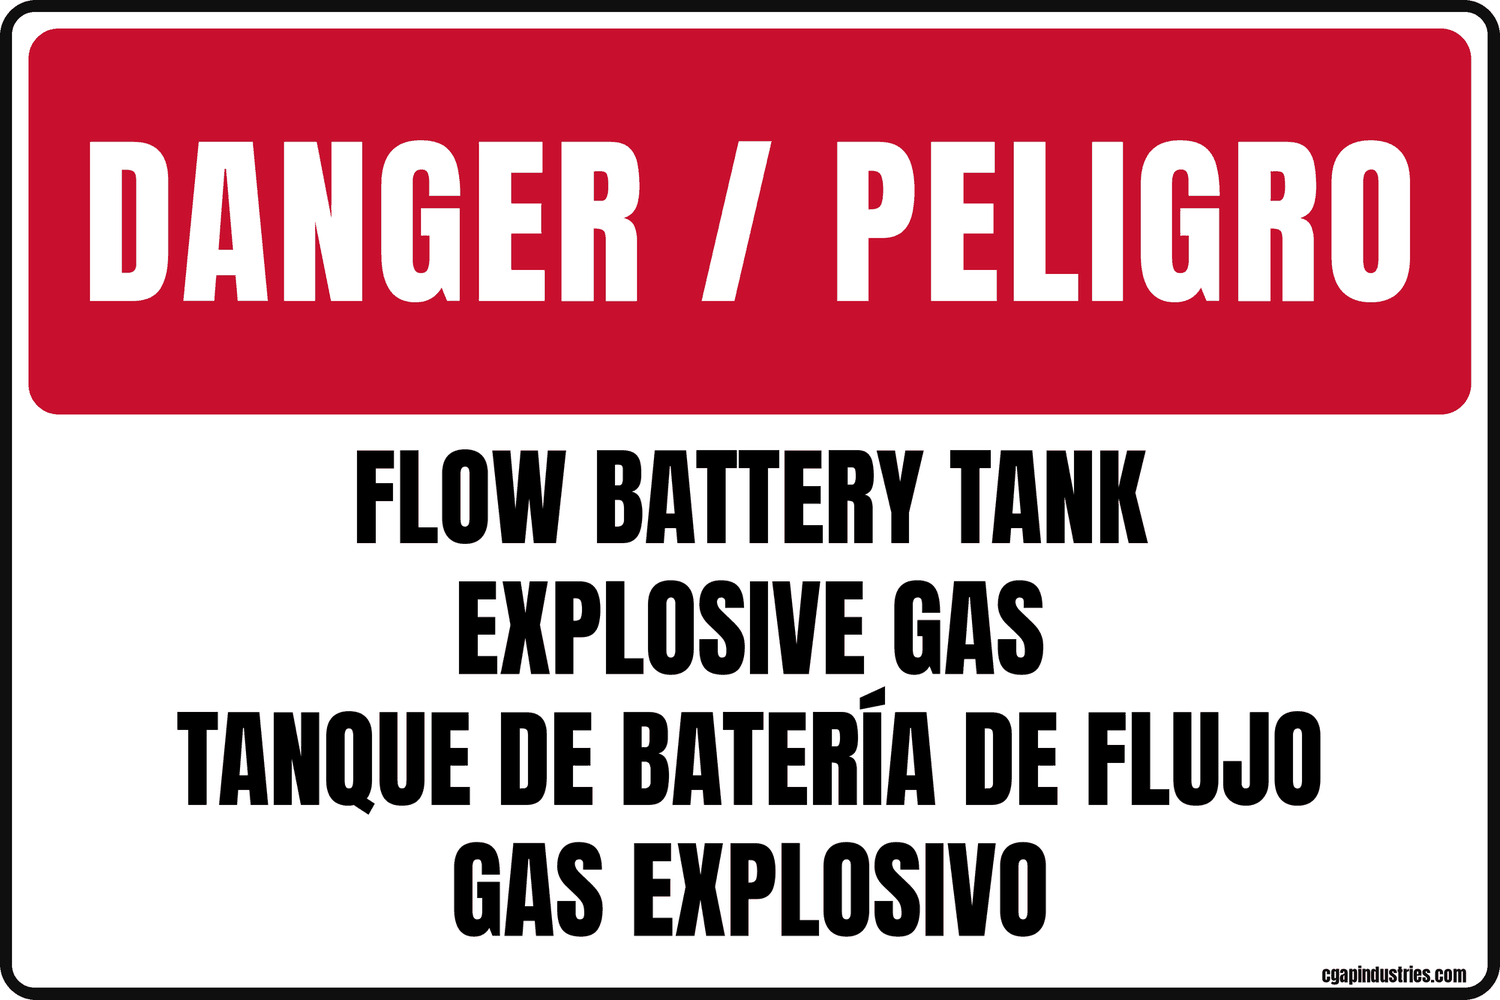 DANGER / PELIGRO
FLOW BATTERY TANK
EXPLOSIVE GAS
TANQUE DE BATERÍA DE FLUJO
GAS EXPLOSIVO
cgapindustries.com